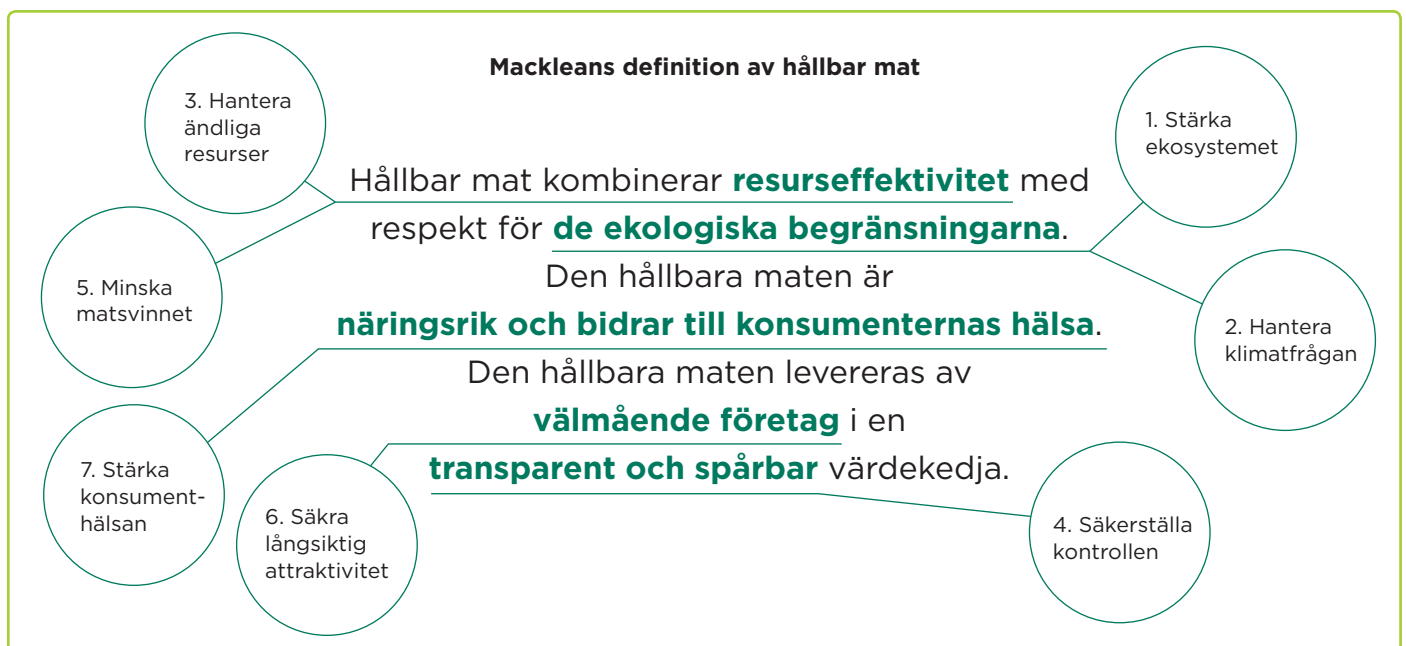 Mackleans definition av hållbar mat
3. Hantera
ändliga
resurser
1. Stärka
ekosystemet
Hållbar mat kombinerar resurseffektivitet med
respekt för de ekologiska begränsningarna.
Den hållbara maten är
näringsrik och bidrar till konsumenternas hälsa.
Den hållbara maten levereras av
välmående företag i en
transparent och spårbar värdekedja.
5. Minska
matsvinnet
2. Hantera
klimatfrågan
7. Stärka
konsument-
hälsan
6. Säkra
långsiktig
attraktivitet
4. Säkerställa
kontrollen